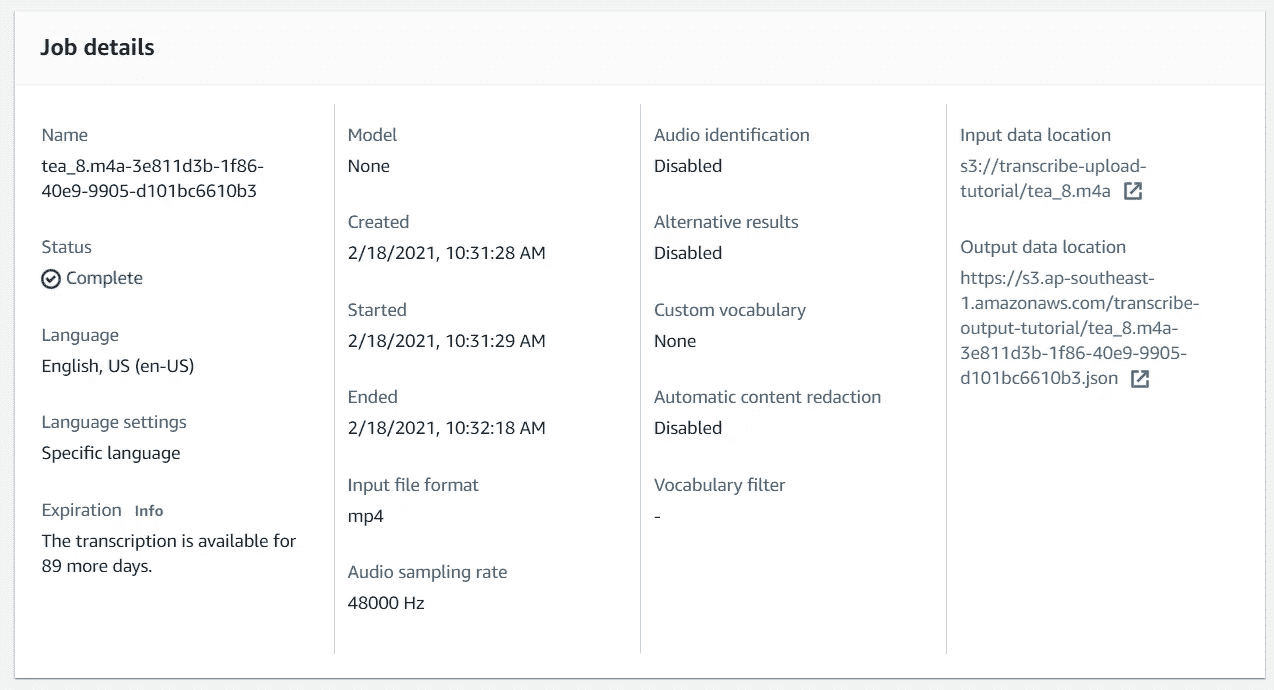 Job details
Name
tea_8.m4a-3e811d3b-1f86-
40e9-9905-d101bc6610b3
Status
Complete
Language
English, US (en-US)
Language settings
Specific language
Expiration Info
The transcription is available for
89 more days.
Model
None
Created
2/18/2021, 10:31:28 AM
Started
2/18/2021, 10:31:29 AM
Ended
2/18/2021, 10:32:18 AM
Input file format
mp4
Audio sampling rate
48000 Hz
Audio identification
Disabled
Alternative results
Disabled
Custom vocabulary
None
Automatic content redaction
Disabled
Vocabulary filter
-
Input data location
s3://transcribe-upload-
tutorial/tea_8.m4a
Output data location
https://s3.ap-southeast-
1.amazonaws.com/transcribe-
output-tutorial/tea_8.m4a-
3e811d3b-1f86-40e9-9905-
d101bc6610b3.json